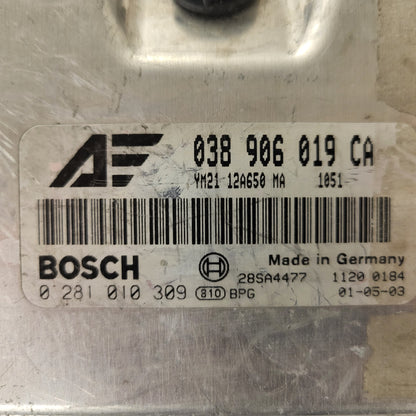 AF 038 906 019 CA
YM21 12A650 MA 1051
BOSCH Made in Germany
28SA4477 1120 0184
0 281 010 309 810 BPG 01-05-03